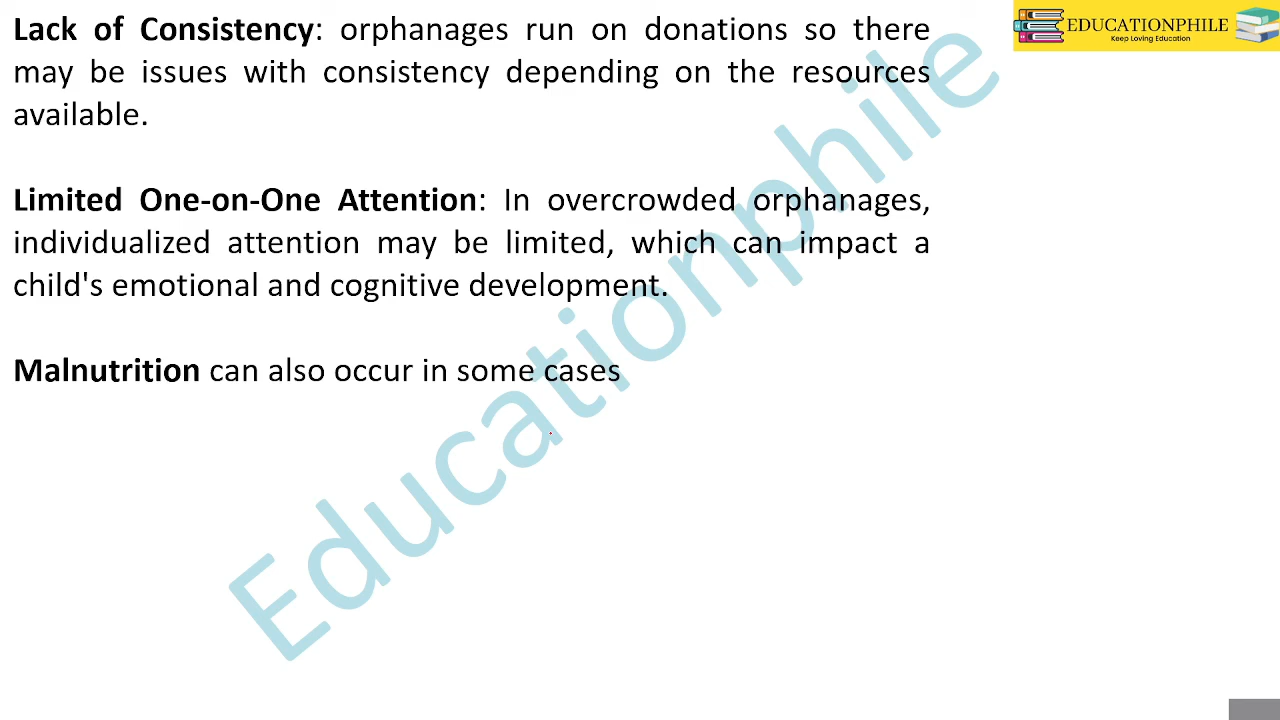 Lack of Consistency: orphanages run on donations so there
may be issues with consistency depending on the resources
available.
Limited One-on-One Attention: In overcrowded orphanages,
individualized attention may be limited, which can impact a
child's emotional and cognitive development.
Malnutrition can also occur in some cases
Educationphile
EDUCATIONPHILE
Keep Loving Education